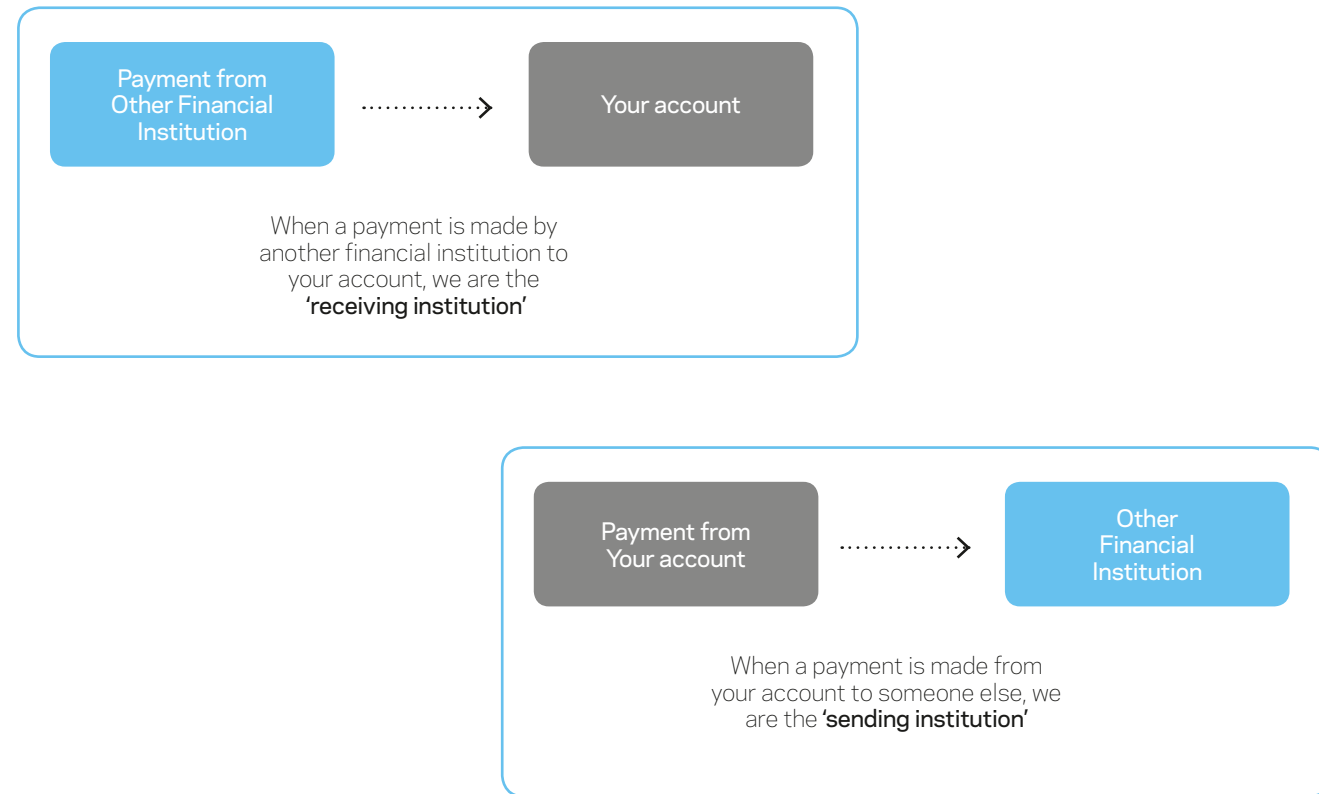 Payment from
Other Financial
Institution
Your account
When a payment is made by
another financial institution to
your account, we are the
‘receiving institution’
Payment from
Your account
Other
Financial
Institution
When a payment is made from
your account to someone else, we
are the ‘sending institution’